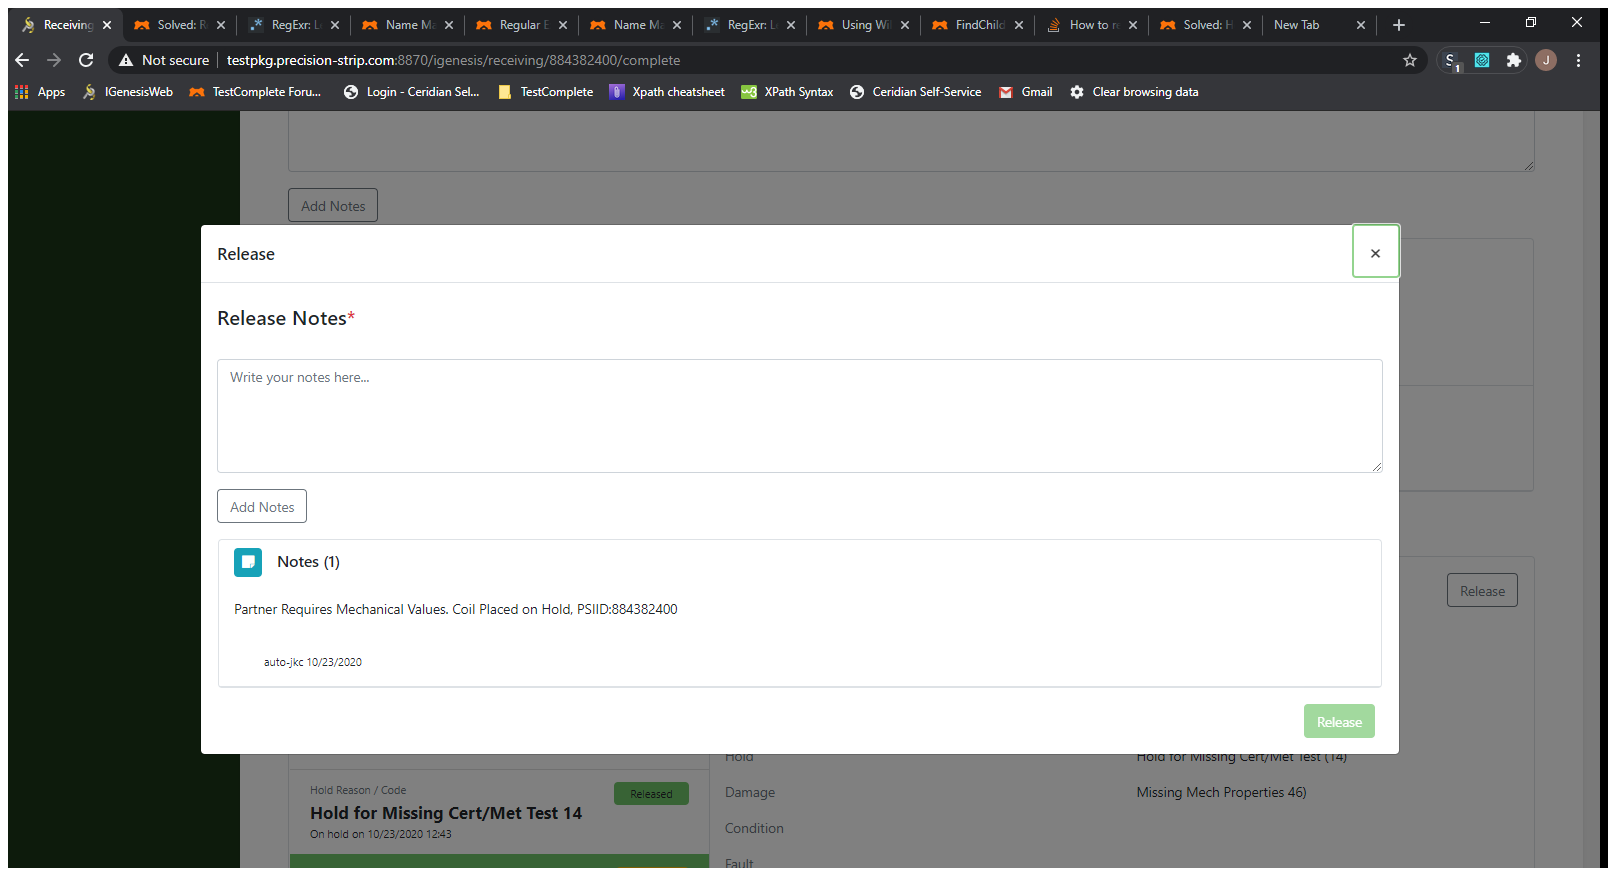 Receiving
Solved: R
RegExr: L
Name Ma
Regular E
Name Ma
RegExr: L
Using Wil
FindChild
How to re
Solved: H
New Tab
Not secure
testpkg.precision-strip.com:8870/igenesis/receiving/884382400/complete
S 1
J
Apps
IGenesisWeb
TestComplete Foru...
Login - Ceridian Sel...
TestComplete
Xpath cheatsheet
XPath Syntax
Ceridian Self-Service
Gmail
Clear browsing data
Add Notes
Release
×
Release Notes*
Write your notes here...
Add Notes
Notes (1)
Partner Requires Mechanical Values. Coil Placed on Hold, PSIID:884382400
auto-jkc 10/23/2020
Release
Release
Hold
Hold for Missing Cert/Met Test (14)
Hold Reason / Code
Released
Hold for Missing Cert/Met Test 14
On hold on 10/23/2020 12:43
Damage
Missing Mech Properties 46)
Condition
Fault